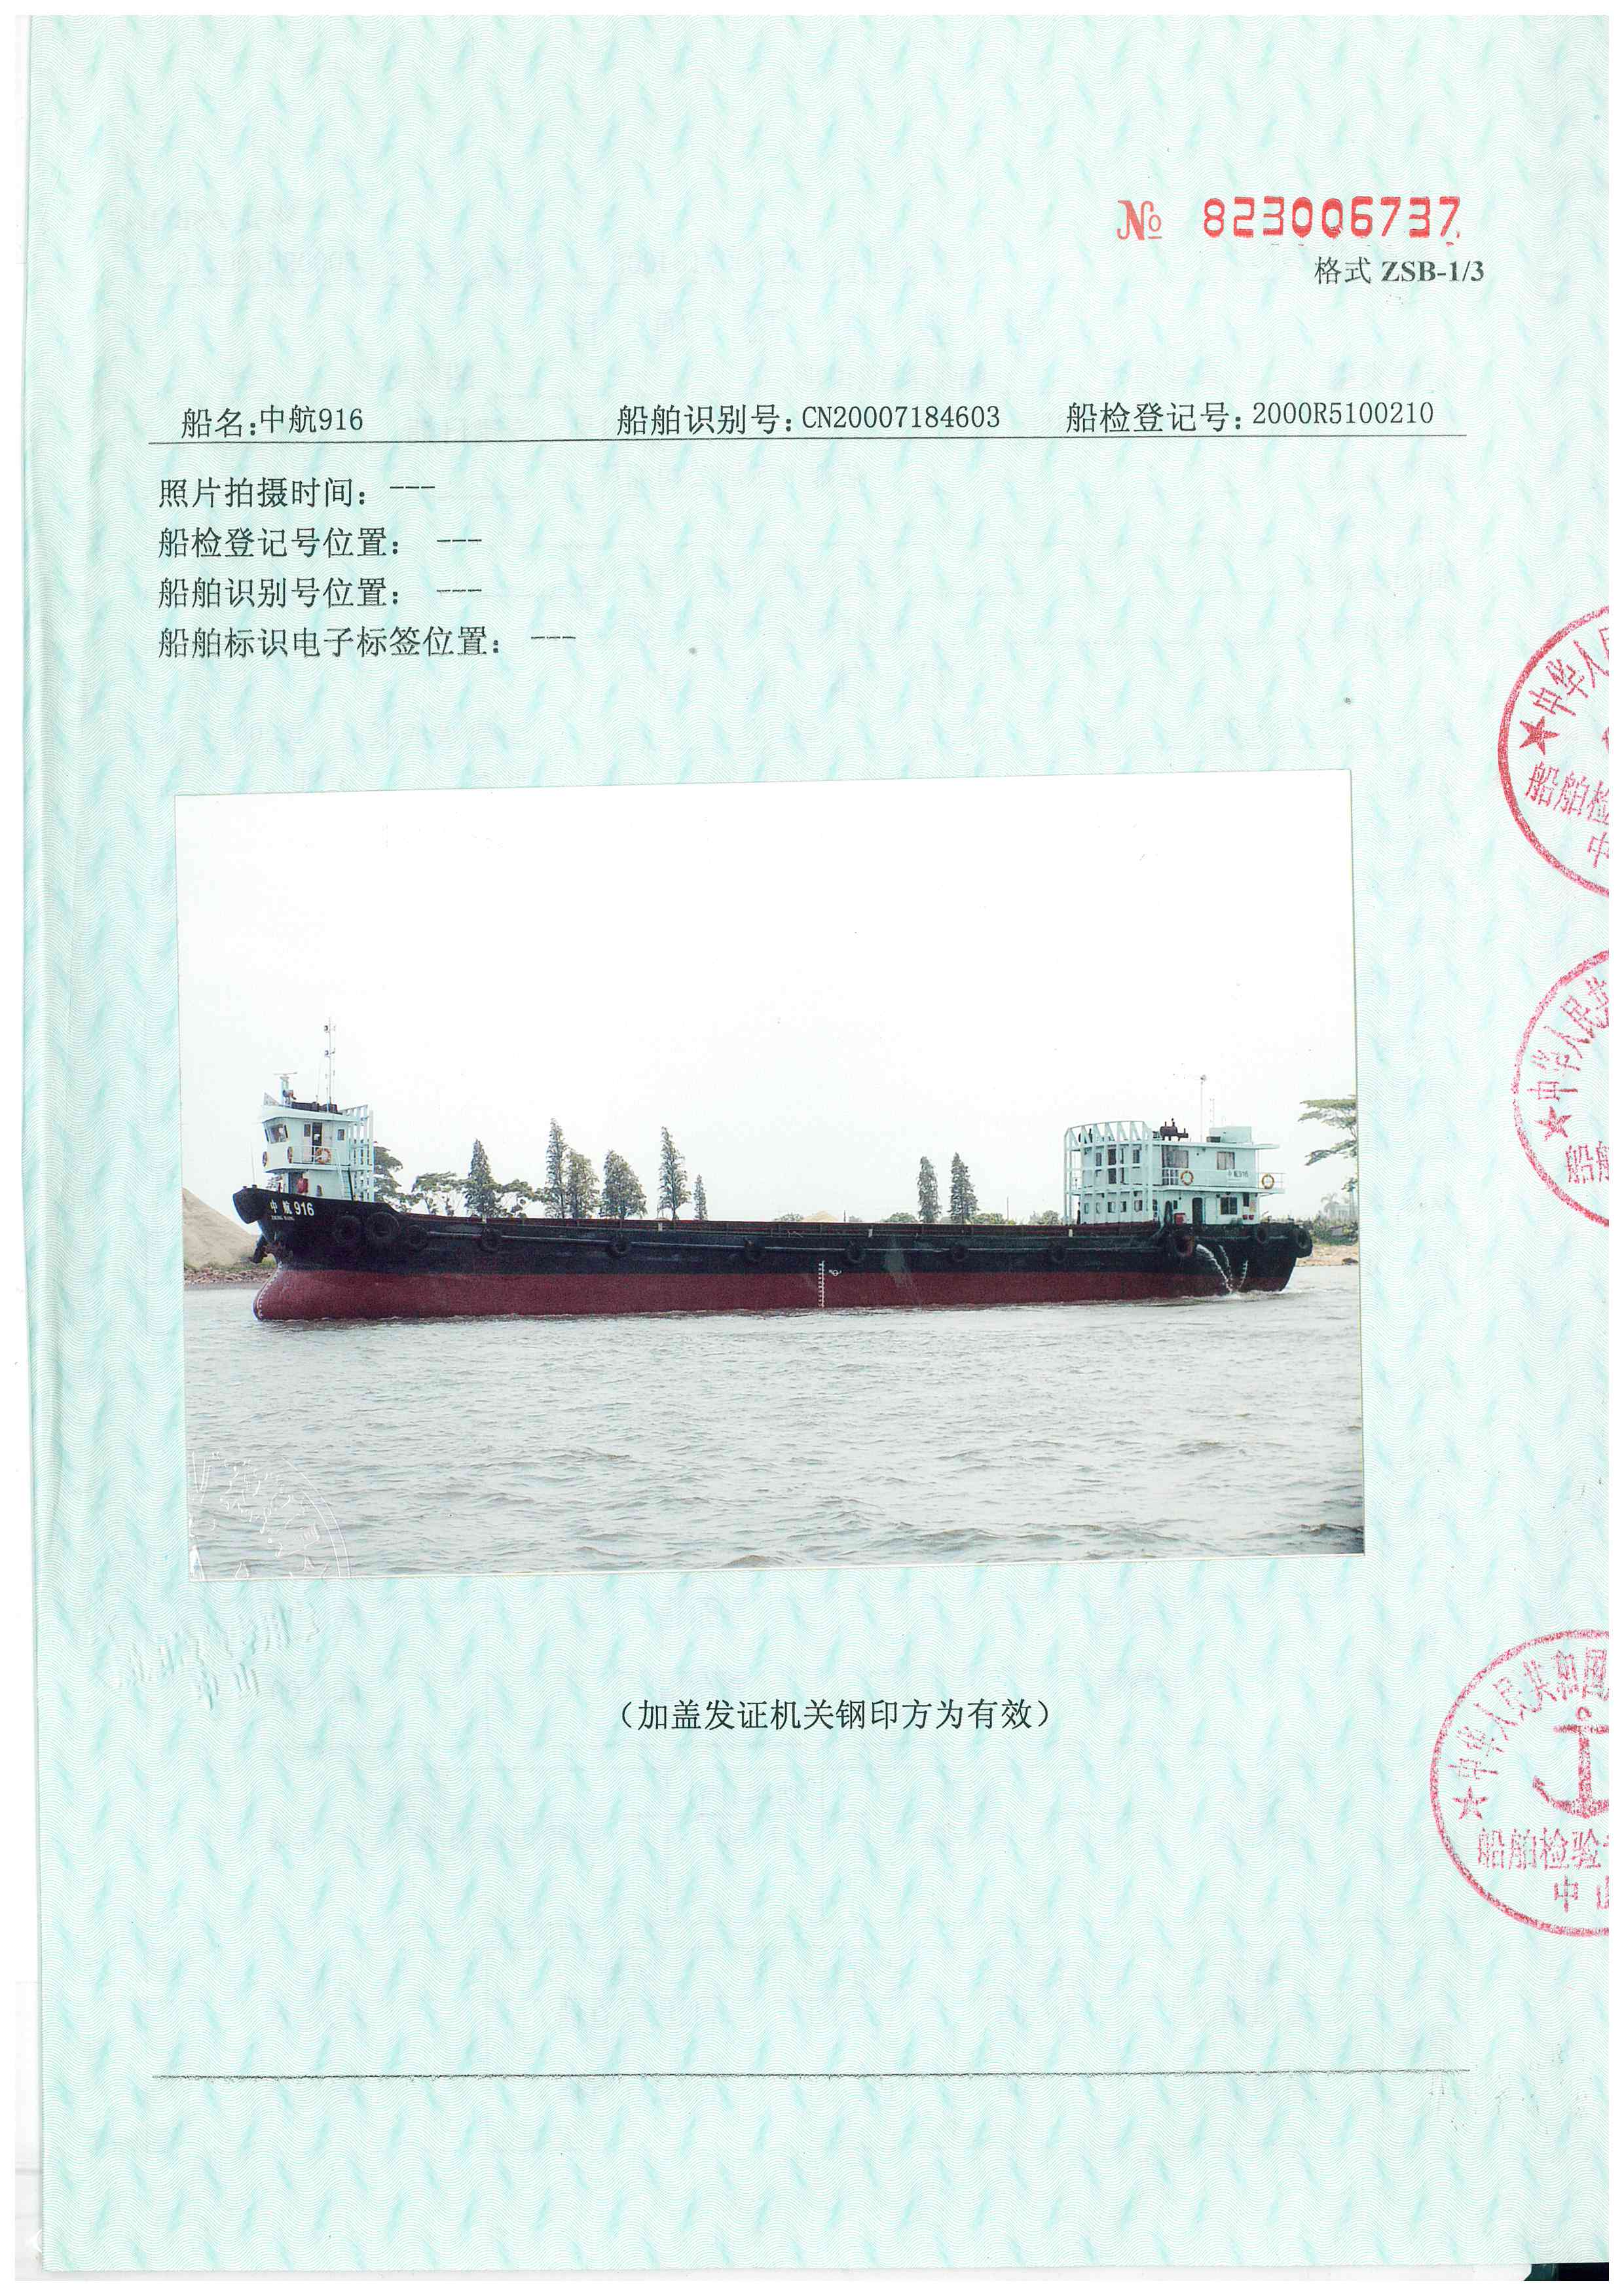 № 823006737
格式 ZSB-1/3
船名:中航916 船舶识别号:CN20007184603 船检登记号:2000R5100210
照片拍摄时间: ---
船检登记号位置: ---
船舶识别号位置: ---
船舶标识电子标签位置: ---
★中华人民
船舶检
中
★中华人民共
船舶
中航916
中航916
(加盖发证机关钢印方为有效)
★中华人民共和国
船舶检验
中山